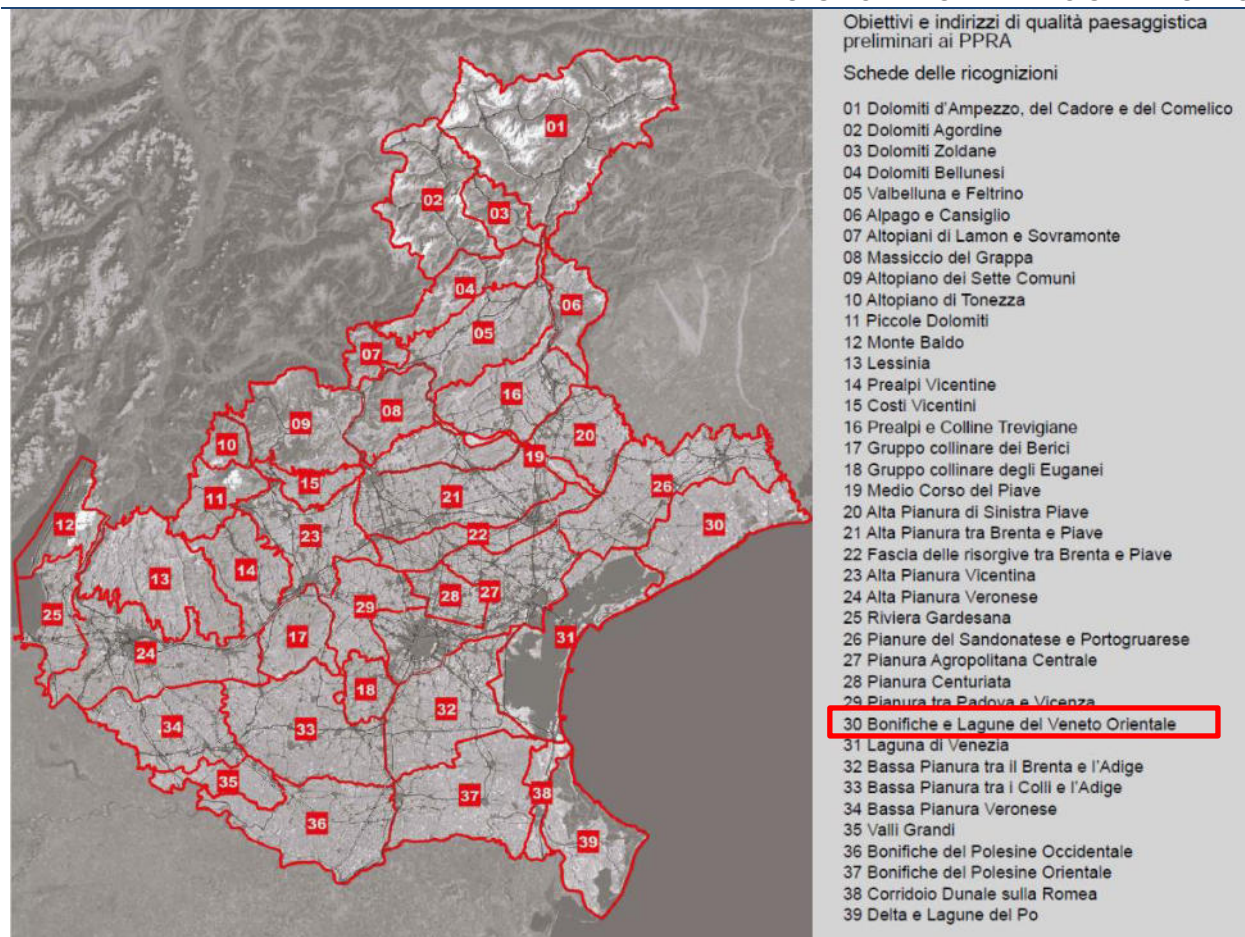 Obiettivi e indirizzi di qualità paesaggistica
preliminari ai PPRA
Schede delle ricognizioni
01 Dolomiti d'Ampezzo, del Cadore e del Comelico
02 Dolomiti Agordine
03 Dolomiti Zoldane
04 Dolomiti Bellunesi
05 Valbelluna e Feltrino
06 Alpago e Cansiglio
07 Altopiani di Lamon e Sovramonte
08 Massiccio del Grappa
09 Altopiano dei Sette Comuni
10 Altopiano di Tonezza
11 Piccole Dolomiti
12 Monte Baldo
13 Lessinia
14 Prealpi Vicentine
15 Costi Vicentini
16 Prealpi e Colline Trevigiane
17 Gruppo collinare dei Berici
18 Gruppo collinare degli Euganei
19 Medio Corso del Piave
20 Alta Pianura di Sinistra Piave
21 Alta Pianura tra Brenta e Piave
22 Fascia delle risorgive tra Brenta e Piave
23 Alta Pianura Vicentina
24 Alta Pianura Veronese
25 Riviera Gardesana
26 Pianure del Sandonatese e Portogruarese
27 Pianura Agropolitana Centrale
28 Pianura Centuriata
29 Pianura tra Padova e Vicenza
30 Bonifiche e Lagune del Veneto Orientale
31 Laguna di Venezia
32 Bassa Pianura tra il Brenta e l'Adige
33 Bassa Pianura tra i Colli e l'Adige
34 Bassa Pianura Veronese
35 Valli Grandi
36 Bonifiche del Polesine Occidentale
37 Bonifiche del Polesine Orientale
38 Corridoio Dunale sulla Romea
39 Delta e Lagune del Po
01
02
03
04
06
05
07
16
08
09
20
10
19
15
26
11
21
30
12
22
23
13
14
28
27
29
25
17
31
24
18
32
34
33
35
37
38
36
39